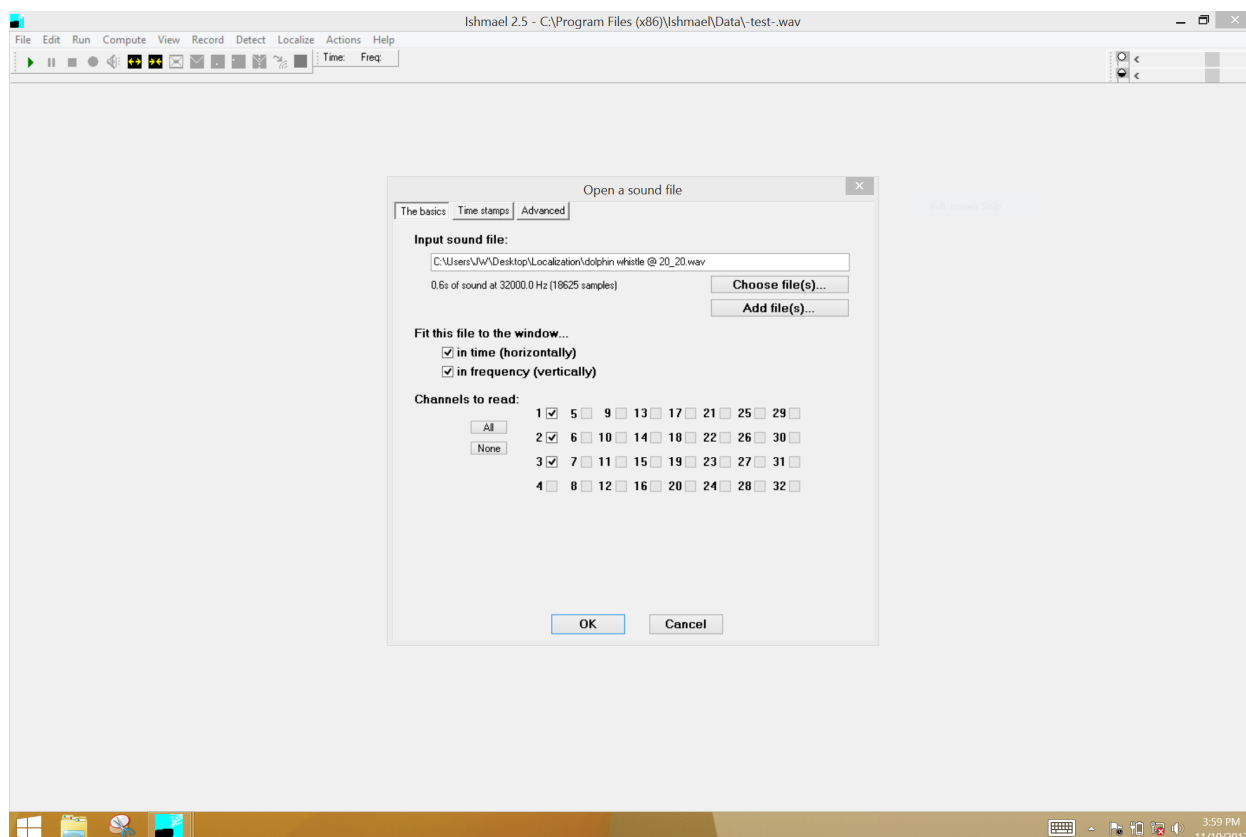 Ishmael 2.5 - C:\Program Files (x86)\Ishmael\Data\-test-.wav
File Edit Run Compute View Record Detect Localize Actions Help
Time: Freq:
<
<
Open a sound file
The basics Time stamps Advanced
Input sound file:
C:\Users\JW\Desktop\Localization\dolphin whistle @ 20_20.wav
0.6s of sound at 32000.0 Hz (18625 samples)
Choose file(s)...
Add file(s)...
Fit this file to the window...
in time (horizontally)
in frequency (vertically)
Channels to read:
1 5 9 13 17 21 25 29
All
2 6 10 14 18 22 26 30
None
3 7 11 15 19 23 27 31
4 8 12 16 20 24 28 32
OK Cancel
3:59 PM